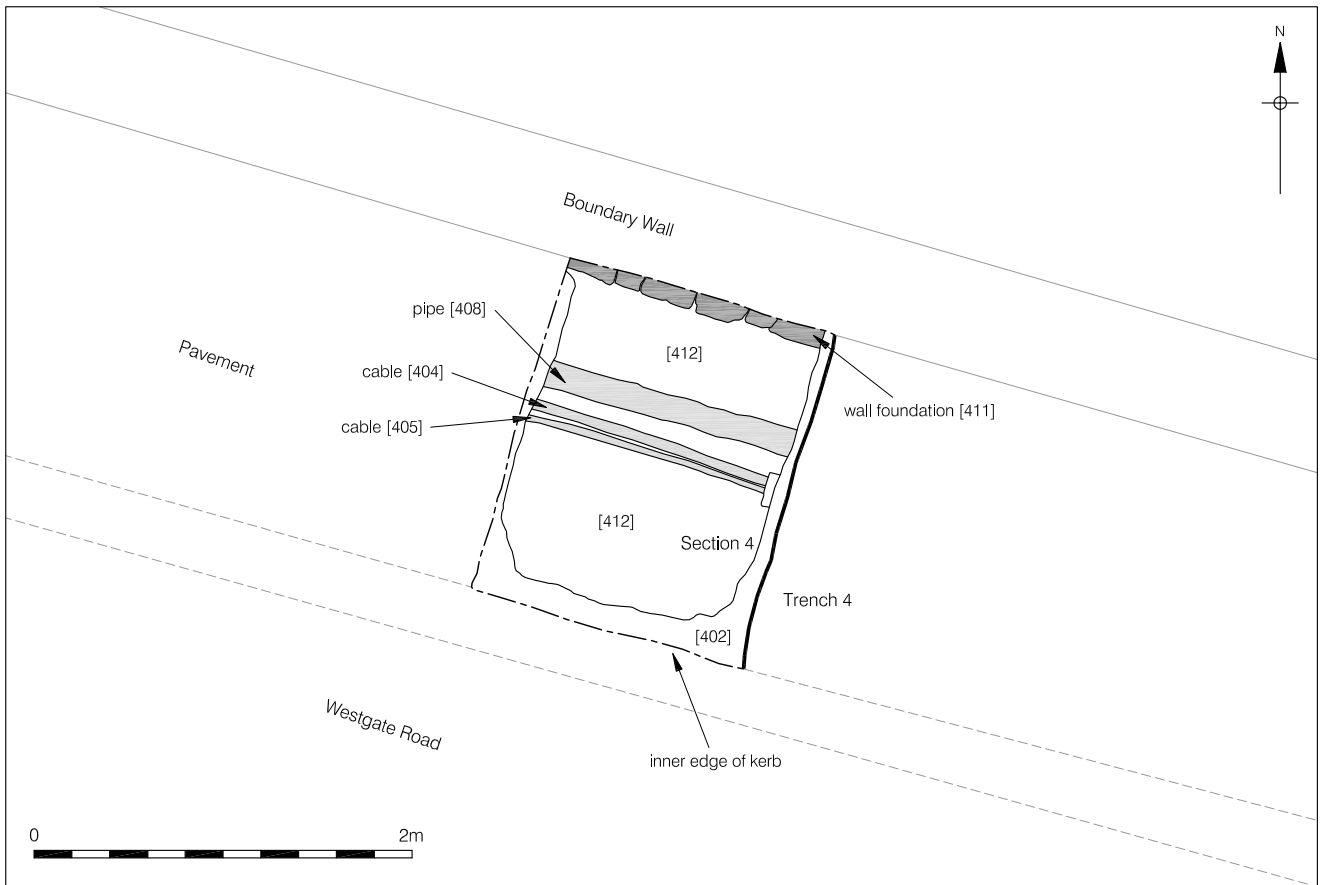 N
Boundary Wall
pipe [408]
Pavement
[412]
cable [404]
wall foundation [411]
cable [405]
[412]
Section 4
Trench 4
[402]
Westgate Road
inner edge of kerb
0
2m